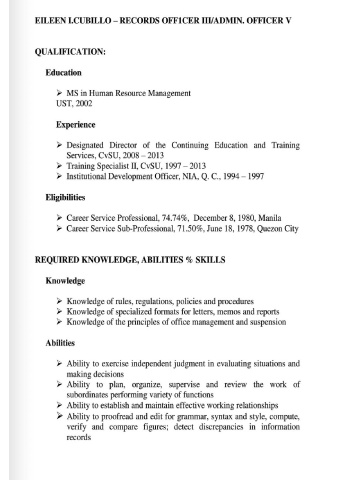 EILEEN I.CUBILLO – RECORDS OFF1CER III/ADMIN. OFFICER V
QUALIFICATION:
Education
➢ MS in Human Resource Management
UST, 2002
Experience
➢ Designated Director of the Continuing Education and Training
Services, CvSU, 2008 – 2013
➢ Training Specialist II, CvSU, 1997 – 2013
➢ Institutional Development Officer, NIA, Q. C., 1994 – 1997
Eligibilities
➢ Career Service Professional, 74.74%, December 8, 1980, Manila
➢ Career Service Sub-Professional, 71.50%, June 18, 1978, Quezon City
REQUIRED KNOWLEDGE, ABILITIES % SKILLS
Knowledge
➢ Knowledge of rules, regulations, policies and procedures
➢ Knowledge of specialized formats for letters, memos and reports
➢ Knowledge of the principles of office management and suspension
Abilities
➢ Ability to exercise independent judgment in evaluating situations and
making decisions
➢ Ability to plan, organize, supervise and review the work of
subordinates performing variety of functions
➢ Ability to establish and maintain effective working relationships
➢ Ability to proofread and edit for grammar, syntax and style, compute,
verify and compare figures; detect discrepancies in information
records